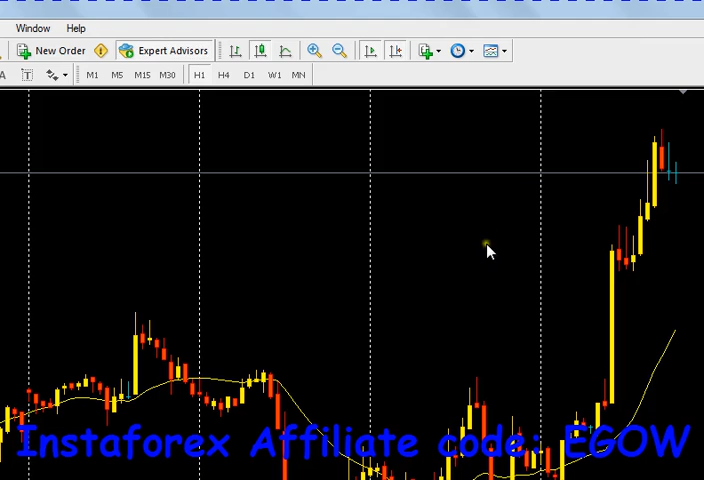 Window Help
New Order Expert Advisors
A T M1 M5 M15 M30 H1 H4 D1 W1 MN
Instaforex Affiliate code: EGOW